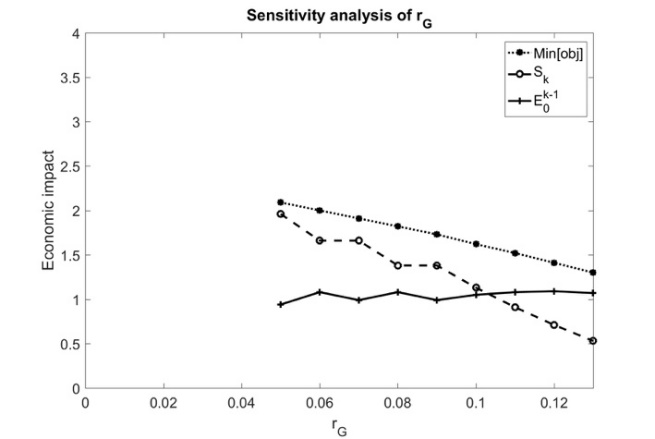 Sensitivity analysis of r_G
4
3.5
3
2.5
2
1.5
1
0.5
0
Economic impact
Min[obj]
S_k
E_0^k-1
0 0.02 0.04 0.06 0.08 0.1 0.12
r_G